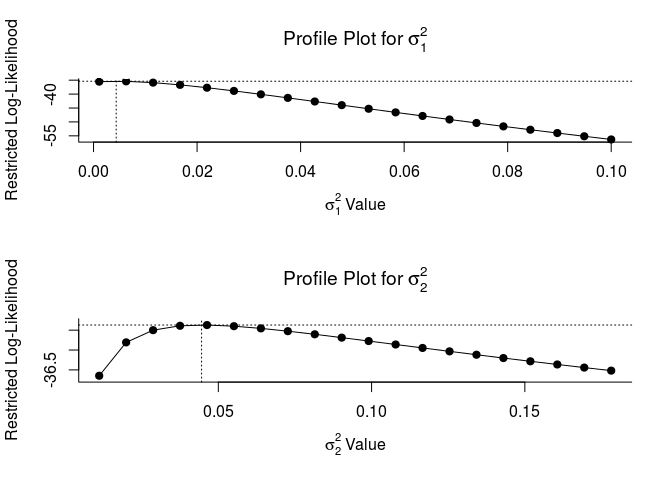 Profile Plot for σ₁²
Restricted Log-Likelihood
-40
-55
0.00 0.02 0.04 0.06 0.08 0.10
σ₁² Value
Profile Plot for σ₂²
Restricted Log-Likelihood
-36.5
0.05 0.10 0.15
σ₂² Value